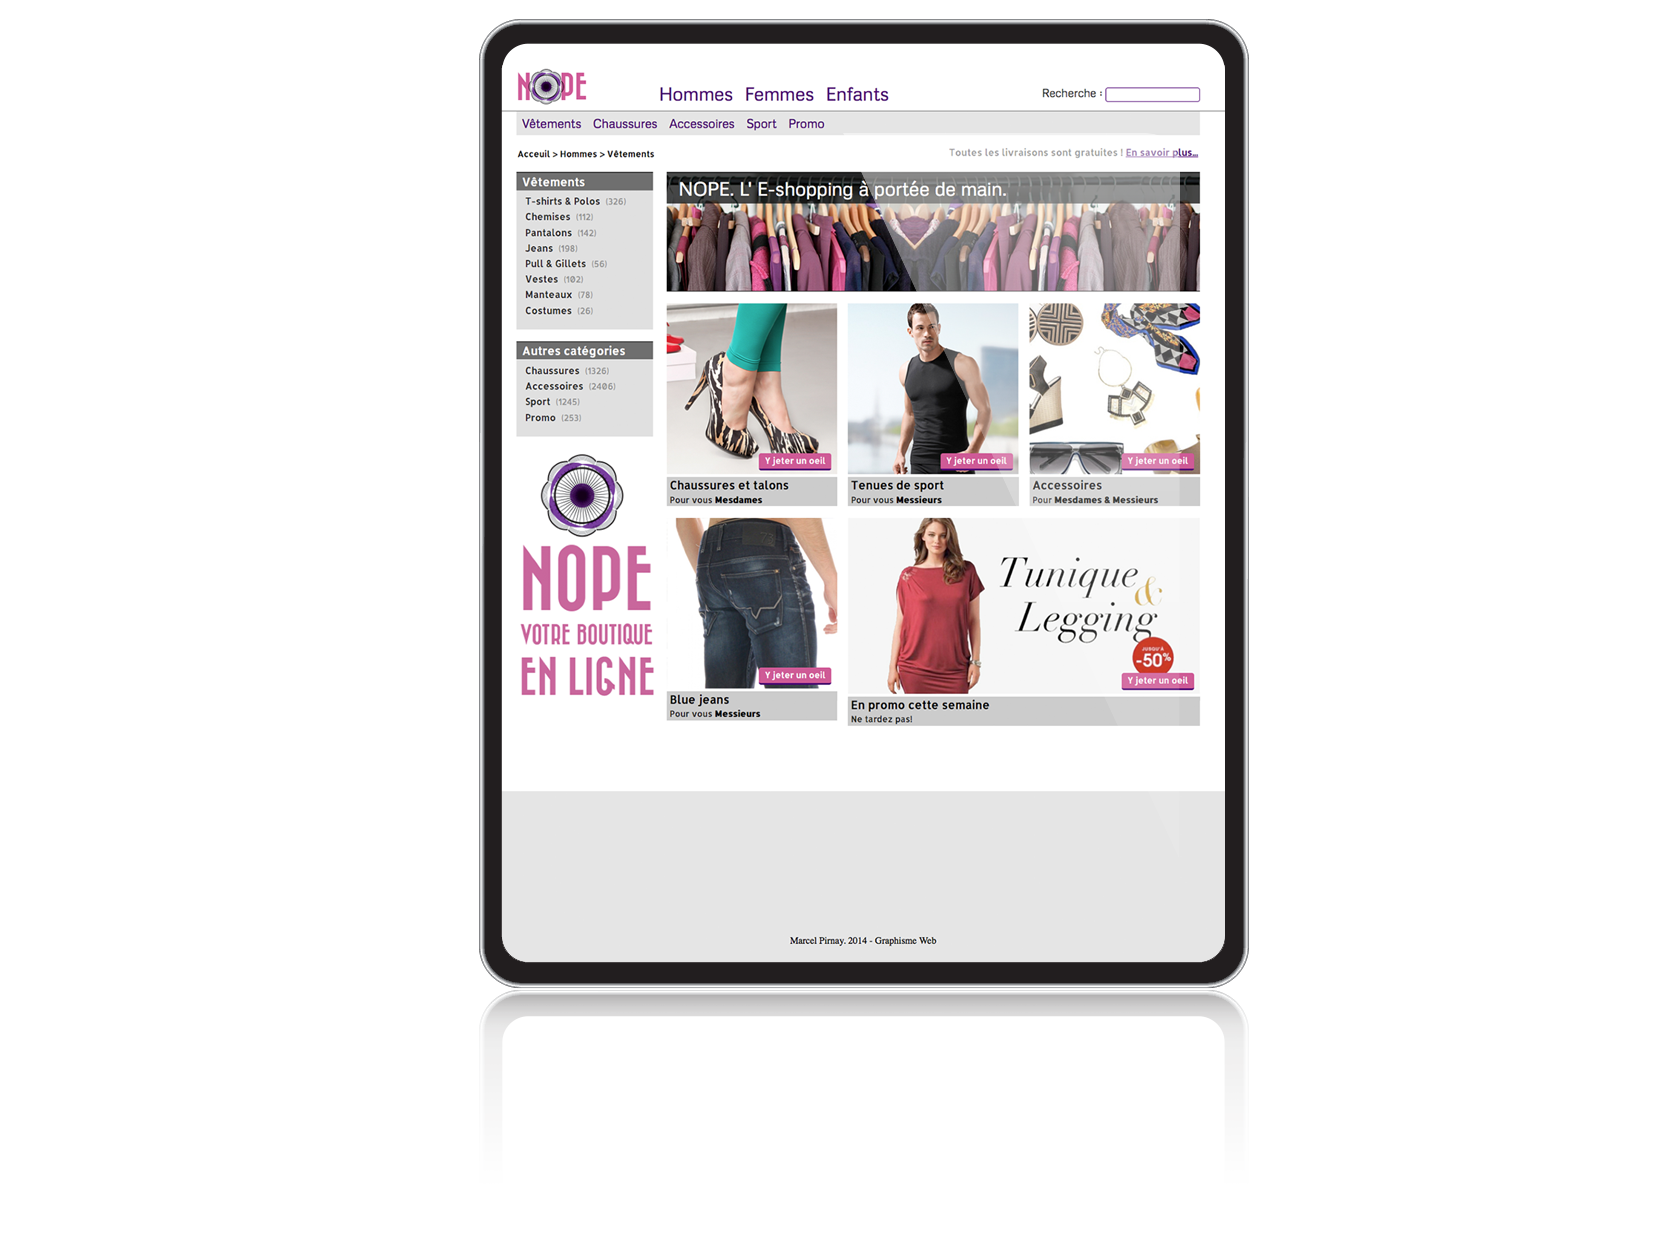 NOPE
Hommes Femmes Enfants
Recherche :
Vêtements Chaussures Accessoires Sport Promo
Acceuil > Hommes > Vêtements
Toutes les livraisons sont gratuites ! En savoir plus...
Vêtements
T-shirts & Polos (326)
Chemises (112)
Pantalons (142)
Jeans (198)
Pull & Gillets (56)
Vestes (102)
Manteaux (78)
Costumes (26)
Autres catégories
Chaussures (1326)
Accessoires (2406)
Sport (1245)
Promo (253)
NOPE
VOTRE BOUTIQUE
EN LIGNE
NOPE. L' E-shopping à portée de main.
Y jeter un oeil
Chaussures et talons
Pour vous Mesdames
Y jeter un oeil
Tenues de sport
Pour vous Messieurs
Y jeter un oeil
Accessoires
Pour Mesdames & Messieurs
Y jeter un oeil
Blue jeans
Pour vous Messieurs
Tunique
&
Legging
JUSQU'À
-50%
Y jeter un oeil
En promo cette semaine
Ne tardez pas!
Marcel Pirnay. 2014 - Graphisme Web